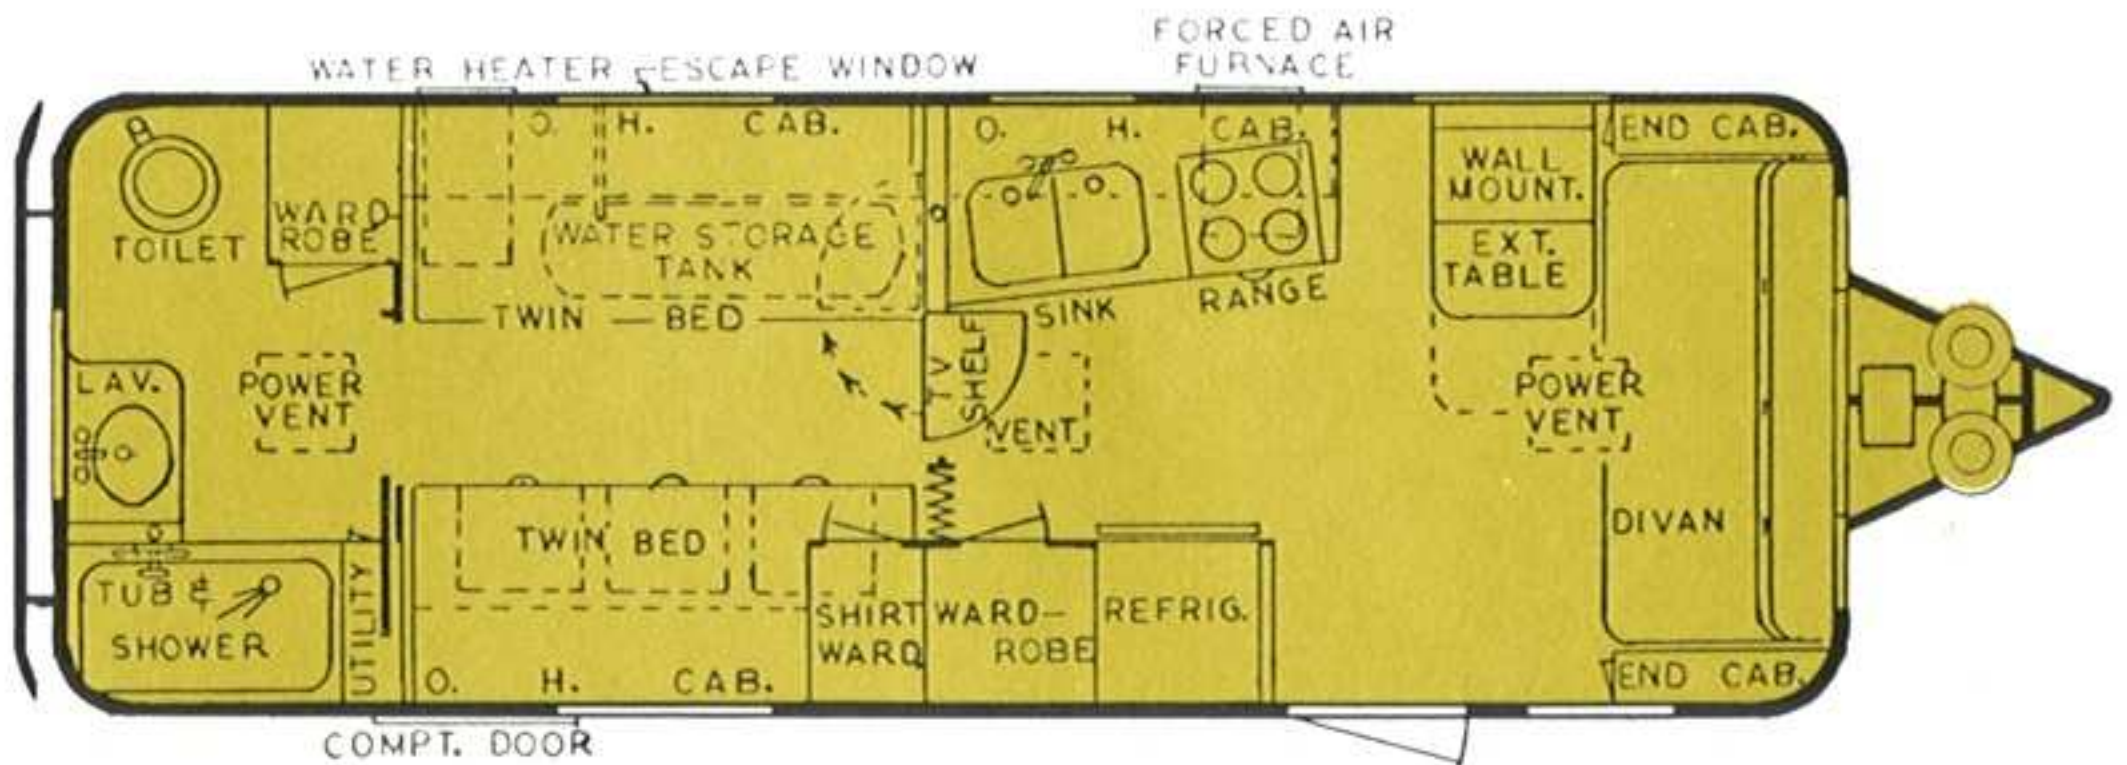 FORCED AIR
FURNACE
WATER HEATER
ESCAPE WINDOW
O. H. CAB.
O. H. CAB.
END CAB.
WALL
MOUNT.
EXT.
TABLE
TOILET
WARD
ROBE
WATER STORAGE
TANK
TWIN BED
SINK
RANGE
TV
SHELF
LAV.
POWER
VENT
VENT
POWER
VENT
DIVAN
TWIN BED
TUB &
SHOWER
UTILITY
SHIRT
WARD
WARD-
ROBE
REFRIG.
O. H. CAB.
END CAB.
COMPT. DOOR